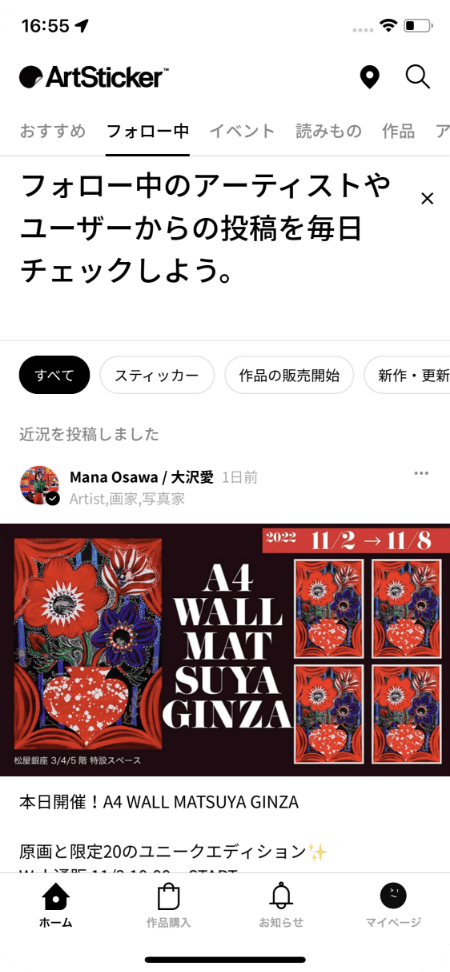 16:55
ArtSticker™
おすすめ フォロー中 イベント 読みもの 作品 ア
フォロー中のアーティストや
ユーザーからの投稿を毎日
チェックしよう。
すべて スティッカー 作品の販売開始 新作・更新
近況を投稿しました
Mana Osawa / 大沢愛 1日前
Artist,画家,写真家
2022 11/2 → 11/8
A4
WALL
MAT
SUYA
GINZA
松屋銀座 3/4/5 階 特設スペース
本日開催！A4 WALL MATSUYA GINZA
原画と限定20のユニークエディション✨
ホーム 作品購入 お知らせ マイページ